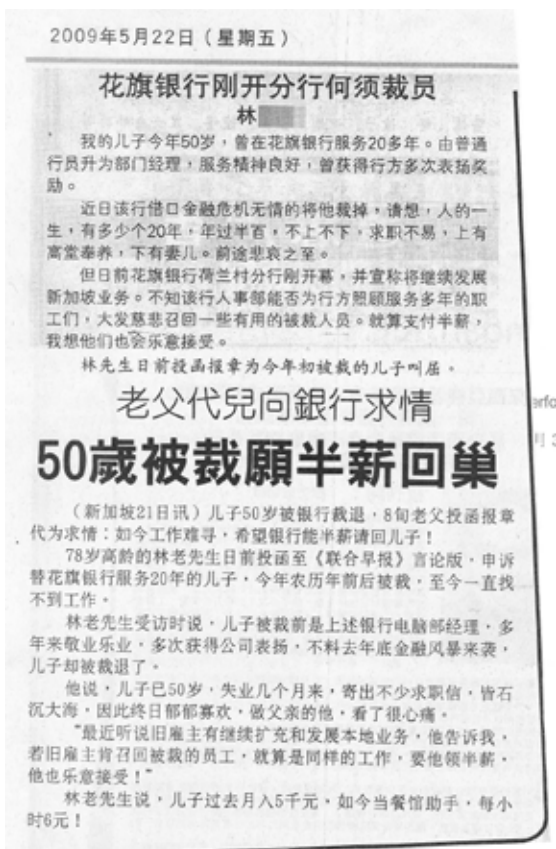 2009年5月22日（星期五）
花旗银行刚开分行何须裁员
林
我的儿子今年50岁，曾在花旗银行服务20多年。由普通
行员升为部门经理，服务精神良好，曾获得行方多次表扬奖
励。
近日该行借口金融危机无情的将他裁掉，请想，人的一
生，有多少个20年，年过半百，不上不下，求职不易，上有
高堂奉养，下有妻儿。前途悲哀之至。
但日前花旗银行荷兰村分行刚开幕，并宣称将继续发展
新加坡业务。不知该行人事部能否为行方照顾服务多年的职
工们，大发慈悲召回一些有用的被裁人员。就算支付半薪，
我想他们也会乐意接受。
林先生日前投函报章为今年初被裁的儿子叫屈。
老父代兒向銀行求情
50歲被裁願半薪回巢
（新加坡21日讯）儿子50岁被银行裁退，8旬老父投函报章
代为求情：如今工作难寻，希望银行能半薪请回儿子！
78岁高龄的林老先生日前投函至《联合早报》言论版，申诉
替花旗银行服务20年的儿子，今年农历年前后被裁，至今一直找
不到工作。
林老先生受访时说，儿子被裁前是上述银行电脑部经理，多
年来敬业乐业，多次获得公司表扬，不料去年底金融风暴来袭，
儿子却被裁退了。
他说，儿子已50岁，失业几个月来，寄出不少求职信，皆石
沉大海，因此终日郁郁寡欢，做父亲的他，看了很心痛。
“最近听说旧雇主有继续扩充和发展本地业务，他告诉我，
若旧雇主肯召回被裁的员工，就算是同样的工作，要他领半薪，
他也乐意接受！”
林老先生说，儿子过去月入5千元，如今当餐馆助手，每小
时6元！